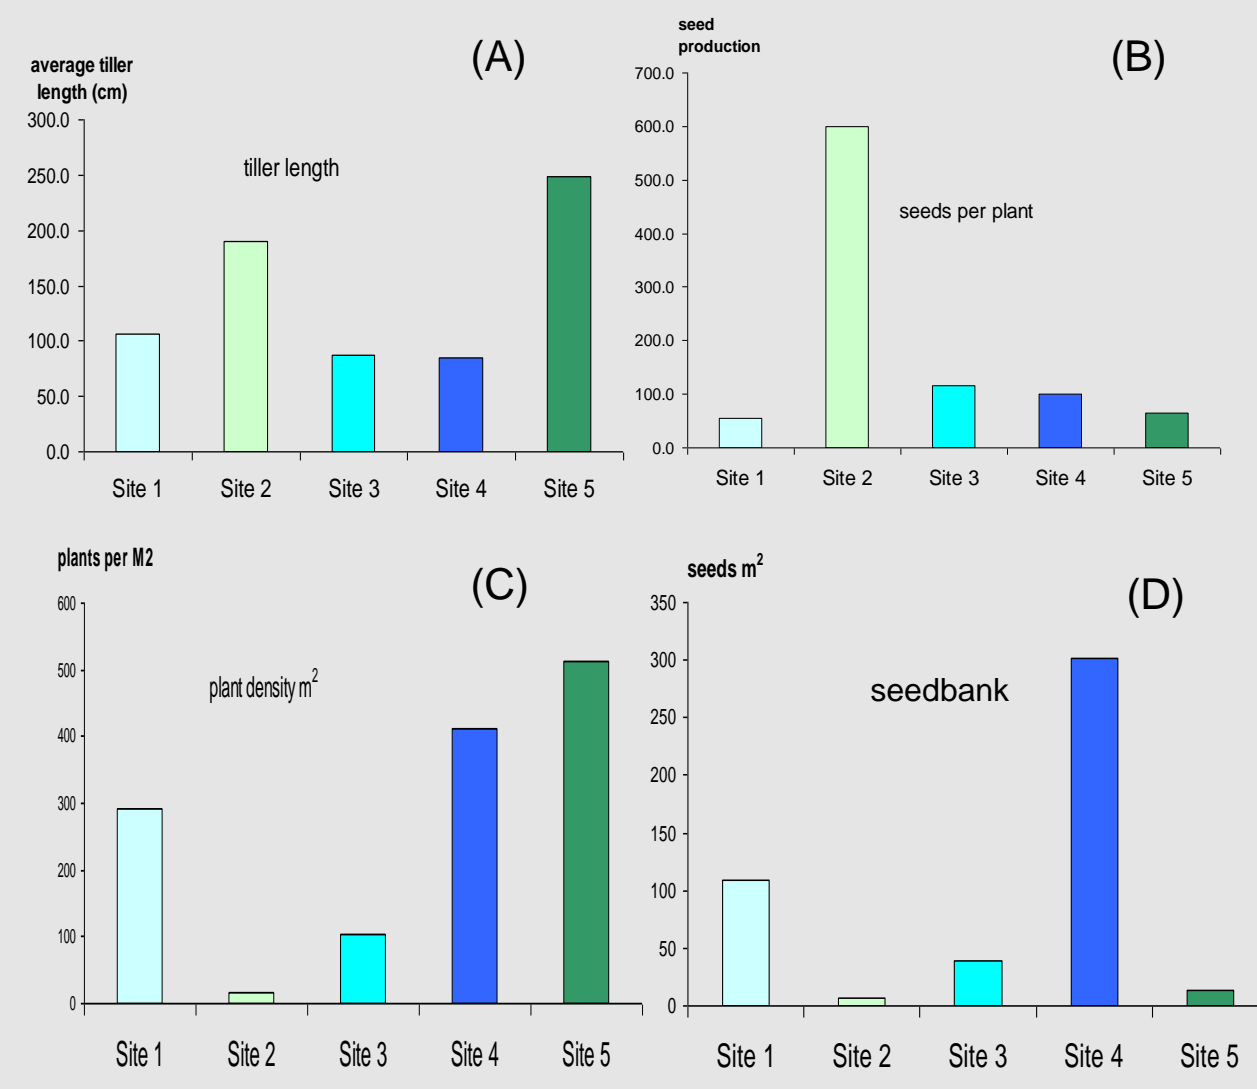 average tiller
length (cm)
(A)
300.0
250.0
200.0
150.0
100.0
50.0
0.0
tiller length
Site 1 Site 2 Site 3 Site 4 Site 5
seed
production
(B)
700.0
600.0
500.0
400.0
300.0
200.0
100.0
0.0
seeds per plant
Site 1 Site 2 Site 3 Site 4 Site 5
plants per M2
(C)
600
500
400
300
200
100
0
plant density m²
Site 1 Site 2 Site 3 Site 4 Site 5
seeds m²
(D)
350
300
250
200
150
100
50
0
seedbank
Site 1 Site 2 Site 3 Site 4 Site 5